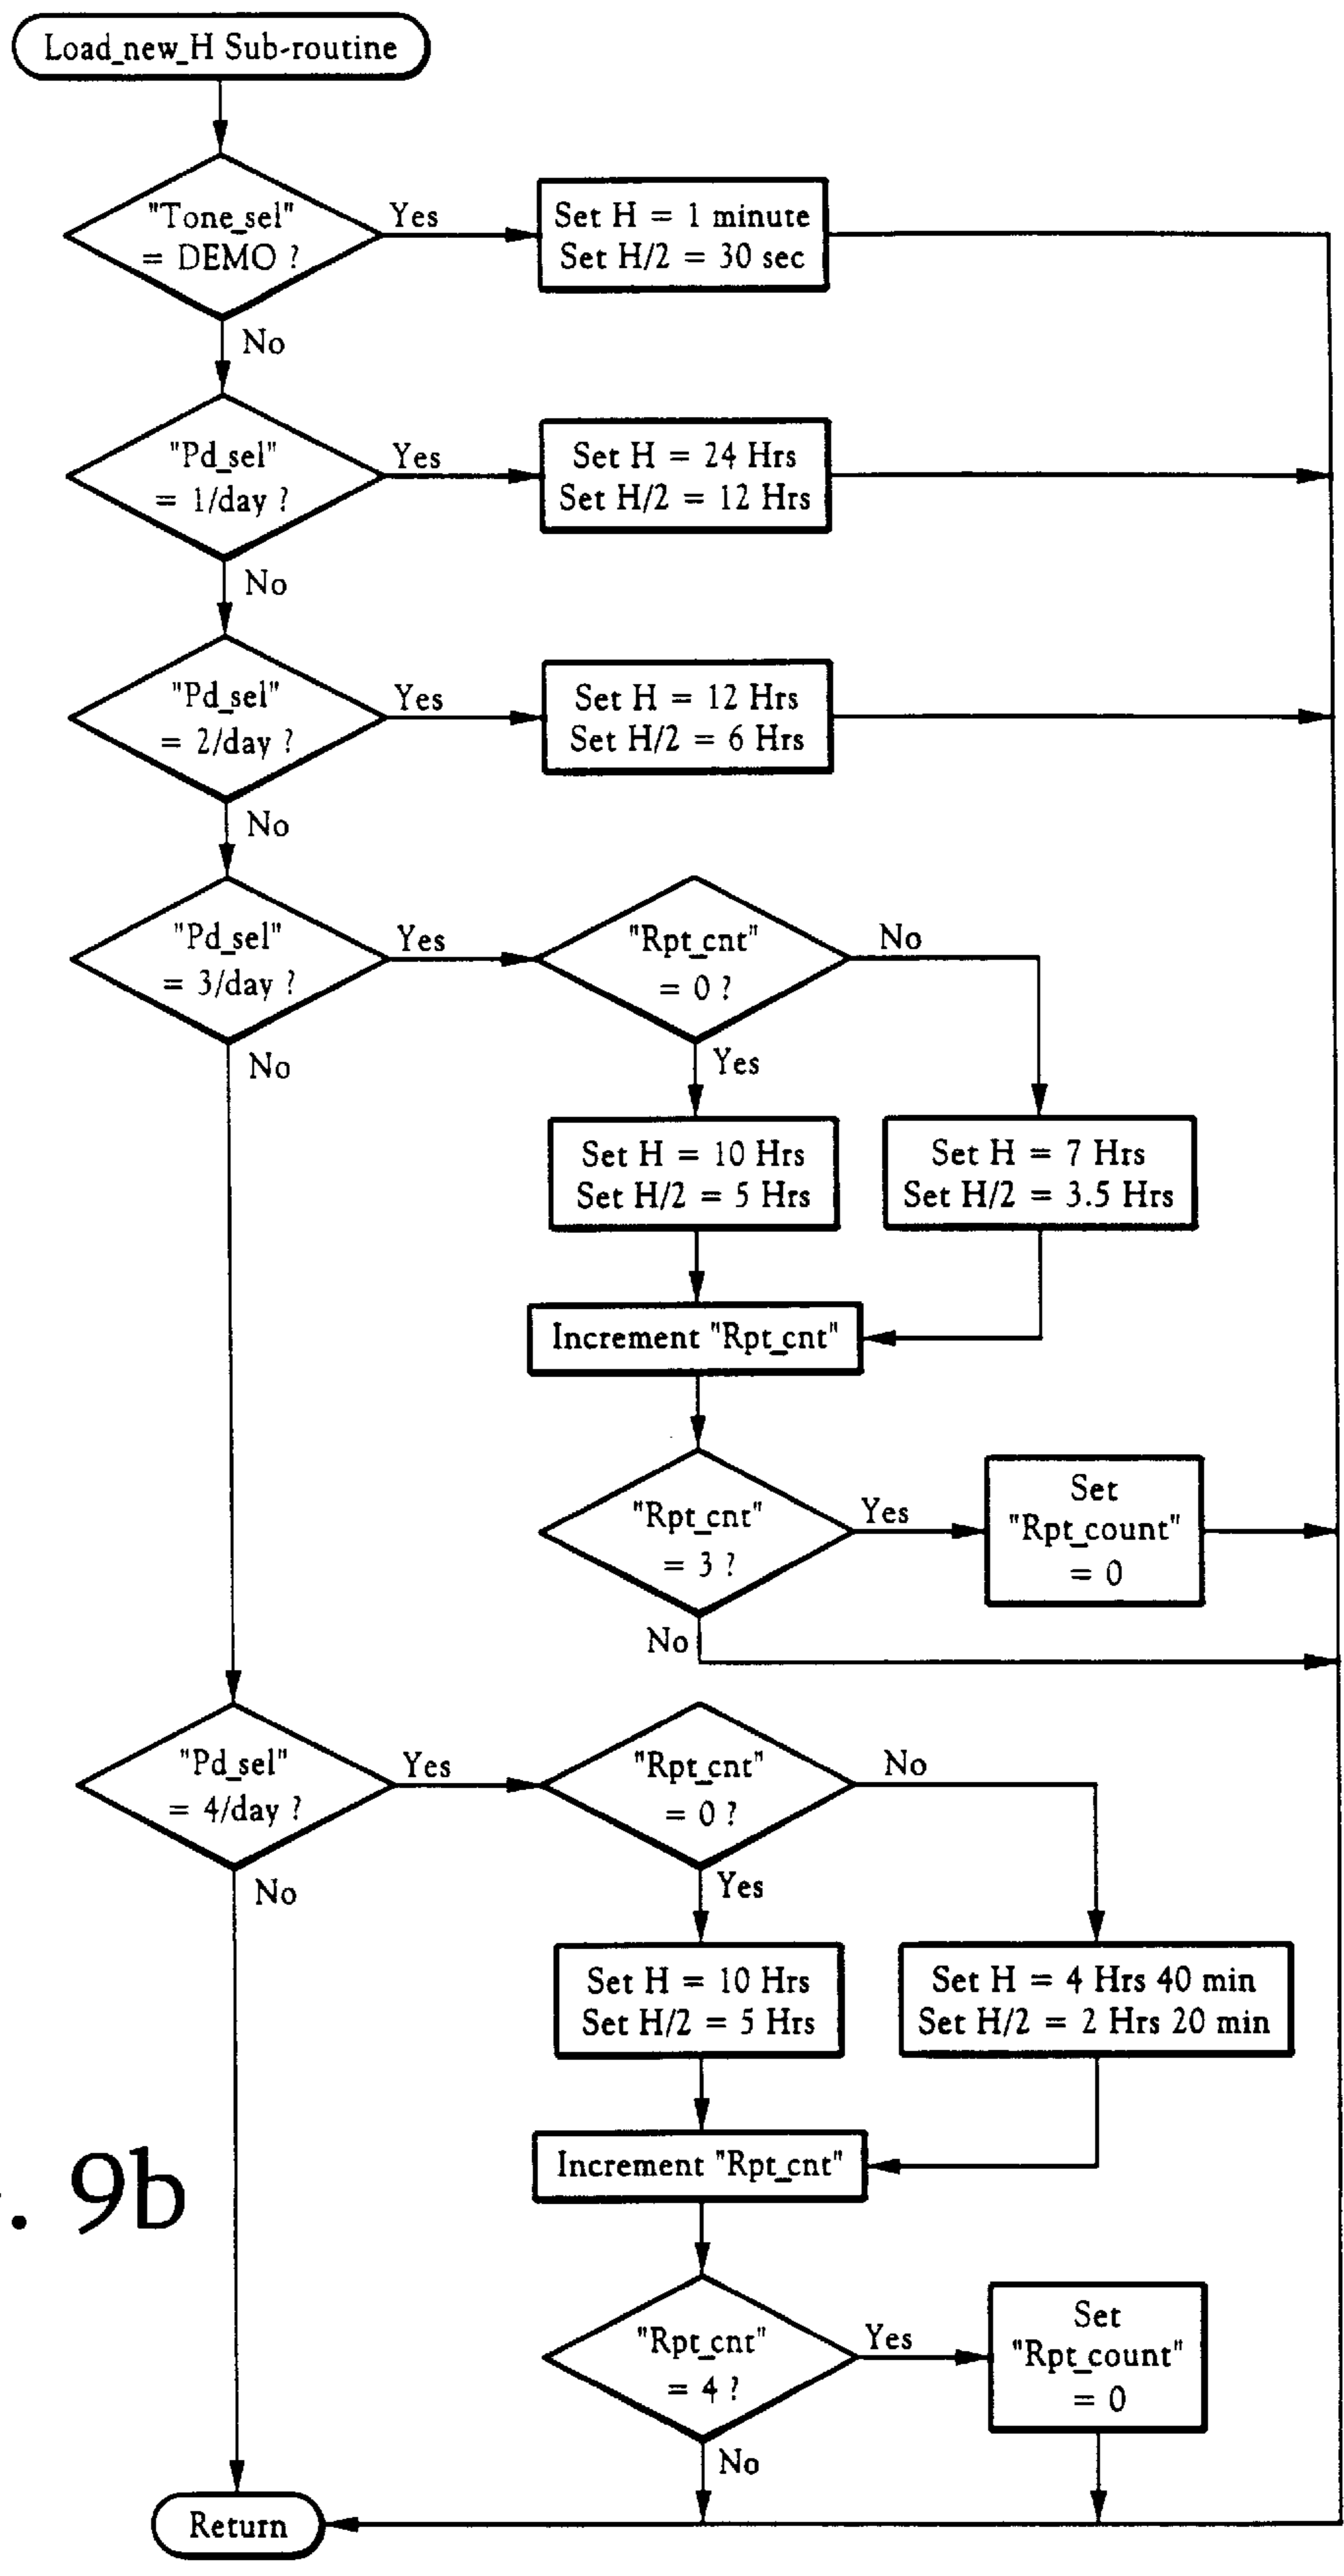 Load_new_H Sub-routine
"Tone_sel"
= DEMO ?
Yes
Set H = 1 minute
Set H/2 = 30 sec
No
"Pd_sel"
= 1/day ?
Yes
Set H = 24 Hrs
Set H/2 = 12 Hrs
No
"Pd_sel"
= 2/day ?
Yes
Set H = 12 Hrs
Set H/2 = 6 Hrs
No
"Pd_sel"
= 3/day ?
Yes
"Rpt_cnt"
= 0 ?
No
No
Yes
Set H = 10 Hrs
Set H/2 = 5 Hrs
Set H = 7 Hrs
Set H/2 = 3.5 Hrs
Increment "Rpt_cnt"
"Rpt_cnt"
= 3 ?
Yes
Set
"Rpt_count"
= 0
No
"Pd_sel"
= 4/day ?
Yes
"Rpt_cnt"
= 0 ?
No
No
Yes
Set H = 10 Hrs
Set H/2 = 5 Hrs
Set H = 4 Hrs 40 min
Set H/2 = 2 Hrs 20 min
Increment "Rpt_cnt"
. 9b
"Rpt_cnt"
= 4 ?
Yes
Set
"Rpt_count"
= 0
No
Return